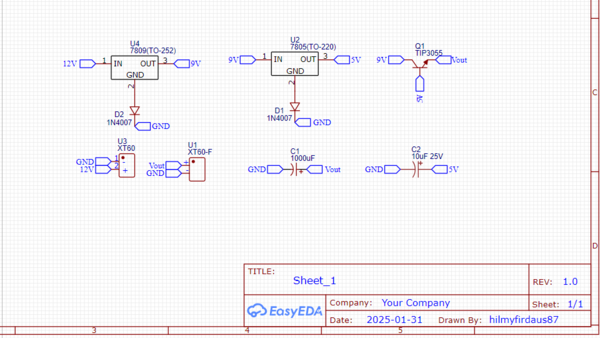 U4
7809(TO-252)
12V
1
IN
OUT
3
9V
GND
2
D2
1N4007
GND
U2
7805(TO-220)
9V
1
IN
OUT
3
5V
GND
2
D1
1N4007
GND
Q1
TIP3055
9V
Vout
5V
U3
XT60
GND
1
-
12V
2
+
U1
XT60-F
Vout
+
GND
-
C1
1000uF
GND
+
Vout
C2
10uF 25V
GND
+
5V
C
D
TITLE:
Sheet_1
REV: 1.0
EasyEDA
Company: Your Company
Sheet: 1/1
Date: 2025-01-31
Drawn By: hilmyfirdaus87
3
4
5